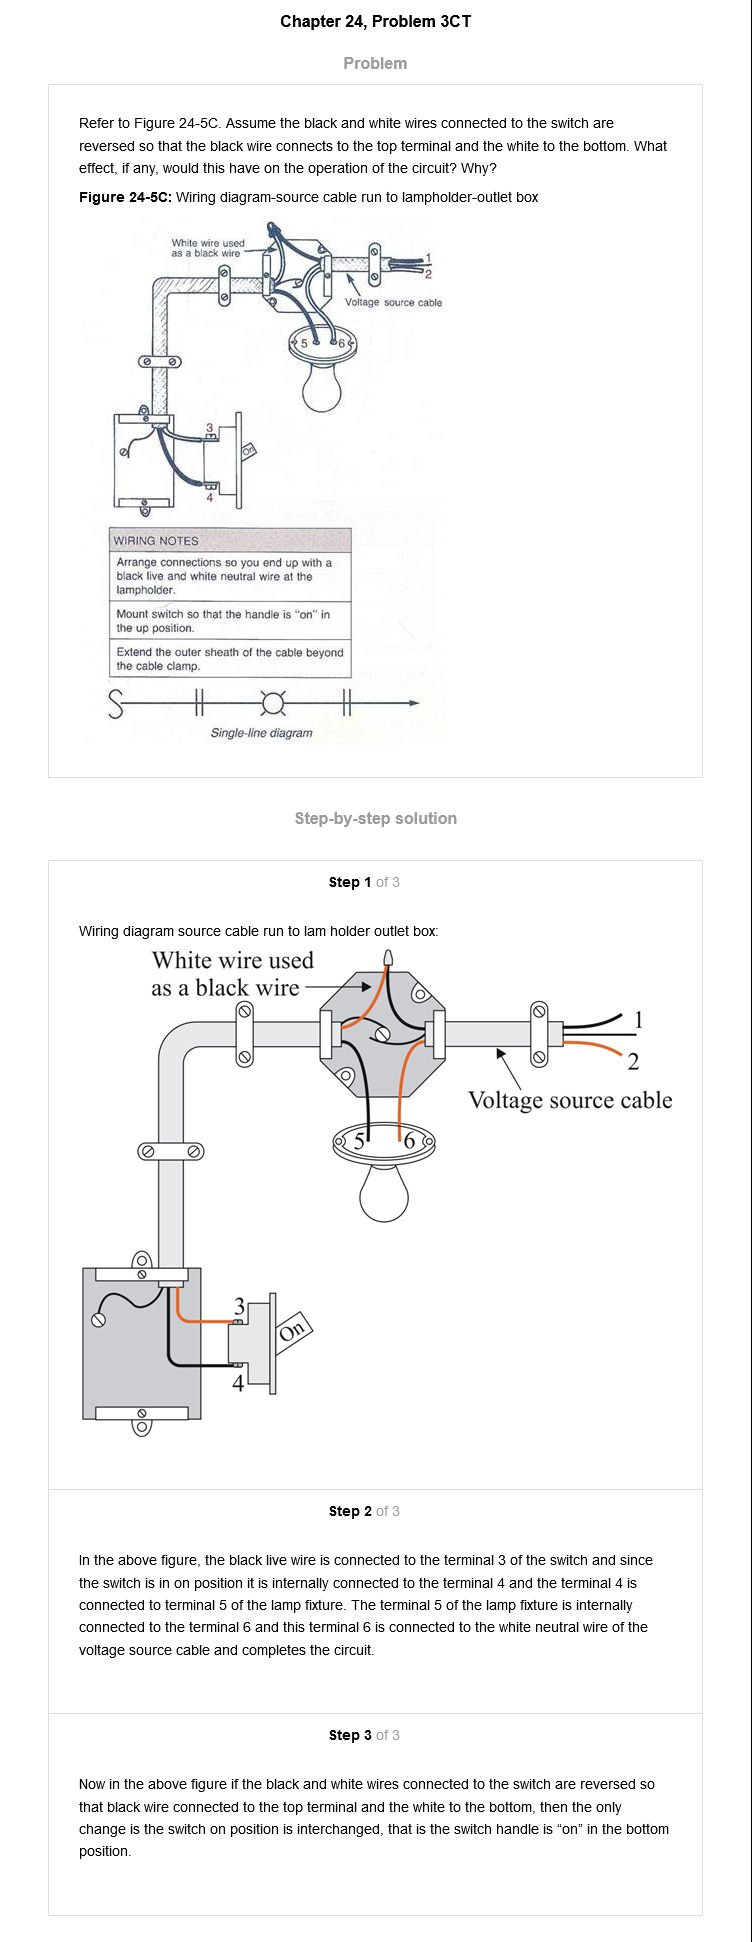 Chapter 24, Problem 3CT
Problem
Refer to Figure 24-5C. Assume the black and white wires connected to the switch are
reversed so that the black wire connects to the top terminal and the white to the bottom. What
effect, if any, would this have on the operation of the circuit? Why?
Figure 24-5C: Wiring diagram-source cable run to lampholder-outlet box
White wire used
as a black wire
1
2
Voltage source cable
5
6
3
On
4
WIRING NOTES
Arrange connections so you end up with a
black live and white neutral wire at the
lampholder.
Mount switch so that the handle is "on" in
the up position.
Extend the outer sheath of the cable beyond
the cable clamp.
S
Single-line diagram
Step-by-step solution
Step 1 of 3
Wiring diagram source cable run to lam holder outlet box:
White wire used
as a black wire
1
2
Voltage source cable
5
6
3
On
4
Step 2 of 3
In the above figure, the black live wire is connected to the terminal 3 of the switch and since
the switch is in on position it is internally connected to the terminal 4 and the terminal 4 is
connected to terminal 5 of the lamp fixture. The terminal 5 of the lamp fixture is internally
connected to the terminal 6 and this terminal 6 is connected to the white neutral wire of the
voltage source cable and completes the circuit.
Step 3 of 3
Now in the above figure if the black and white wires connected to the switch are reversed so
that black wire connected to the top terminal and the white to the bottom, then the only
change is the switch on position is interchanged, that is the switch handle is “on” in the bottom
position.